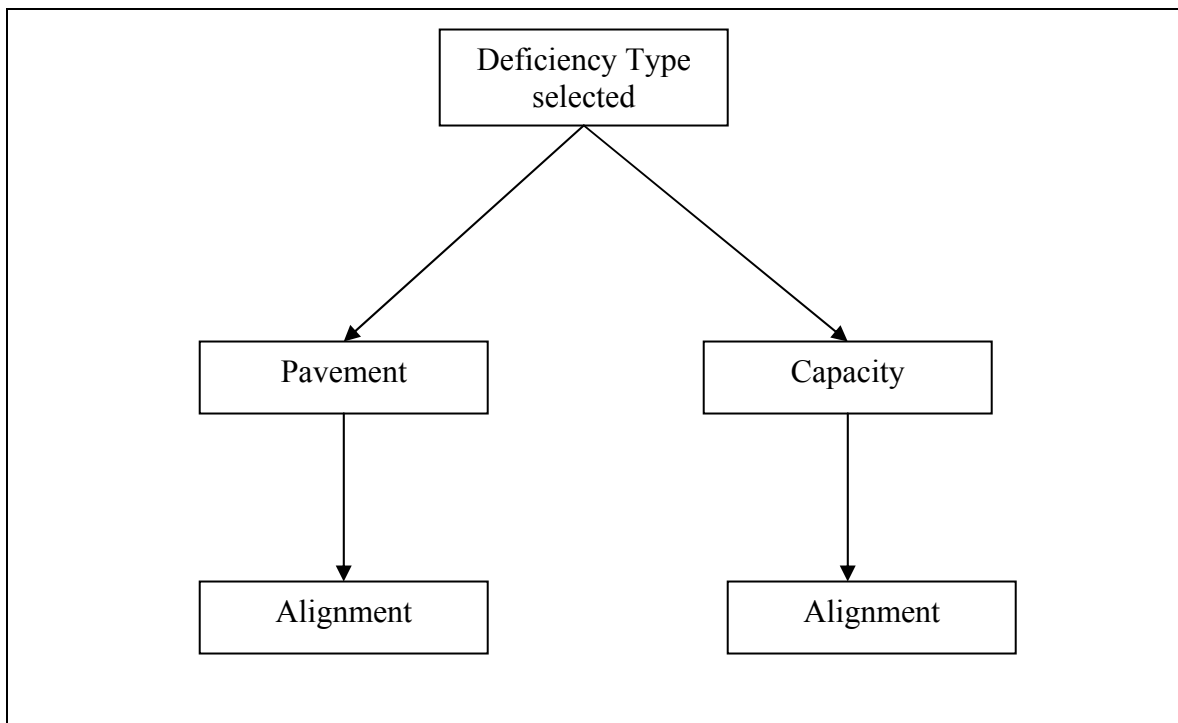 Deficiency Type
selected
Pavement
Capacity
Alignment
Alignment